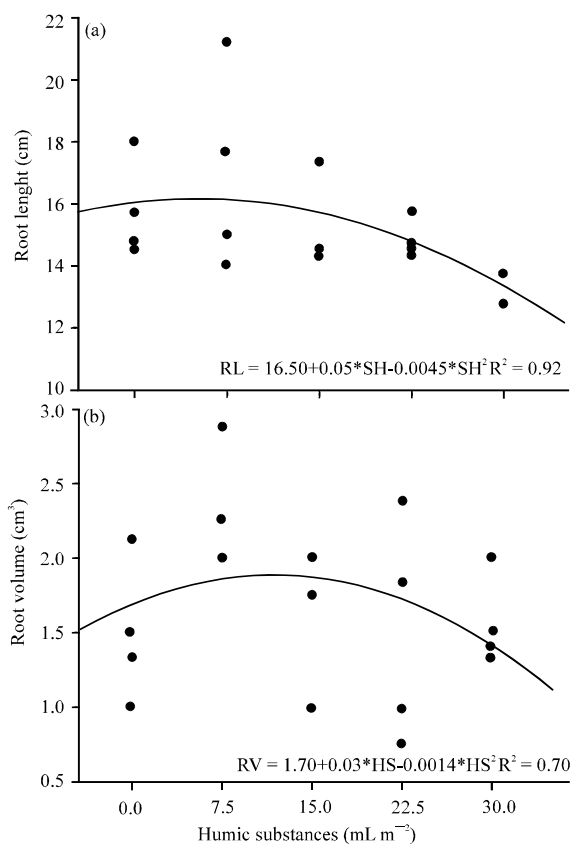 (a)
22
20
18
16
14
12
10
Root lenght (cm)
RL = 16.50+0.05*SH-0.0045*SH² R² = 0.92
(b)
3.0
2.5
2.0
1.5
1.0
0.5
Root volume (cm³)
RV = 1.70+0.03*HS-0.0014*HS² R² = 0.70
0.0 7.5 15.0 22.5 30.0
Humic substances (mL m⁻²)